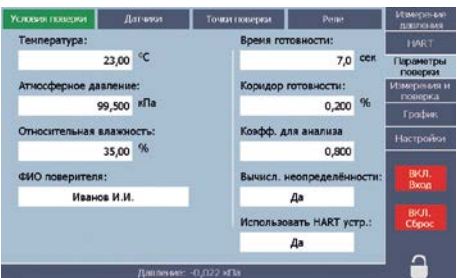 Условия поверки
Датчики
Точки поверки
Реле
Температура:
23,00 °C
Атмосферное давление:
99,500 кПа
Относительная влажность:
35,00 %
ФИО поверителя:
Иванов И.И.
Время готовности:
7,0 сек
Коридор готовности:
0,200 %
Коэфф. для анализа
0,800
Вычисл. неопределённости:
Да
Использовать HART устр.:
Да
Измерение
давления
HART
Параметры
поверки
Измерения и
поверка
График
Настройки
ВКЛ.
Вход
ВКЛ.
Сброс
Давление: -0,022 кПа